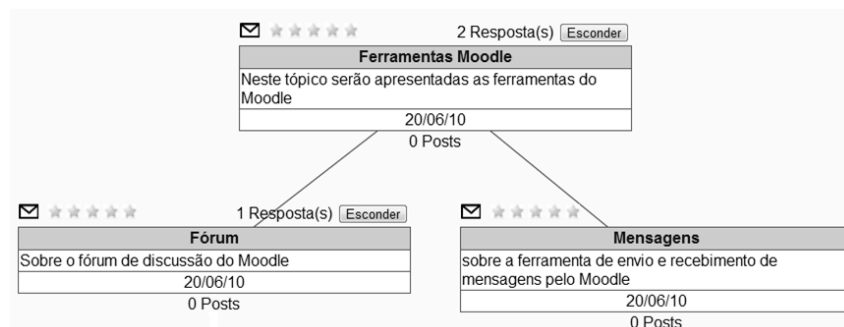 2 Resposta(s) Esconder
Ferramentas Moodle
Neste tópico serão apresentadas as ferramentas do
Moodle
20/06/10
0 Posts
1 Resposta(s) Esconder
Fórum
Sobre o fórum de discussão do Moodle
20/06/10
0 Posts
Mensagens
sobre a ferramenta de envio e recebimento de
mensagens pelo Moodle
20/06/10
0 Posts